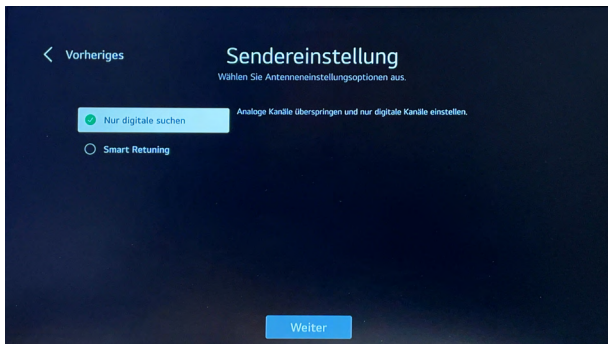 Vorheriges
Sendereinstellung
Wählen Sie Antenneneinstellungsoptionen aus.
Nur digitale suchen
Analoge Kanäle überspringen und nur digitale Kanäle einstellen.
Smart Retuning
Weiter